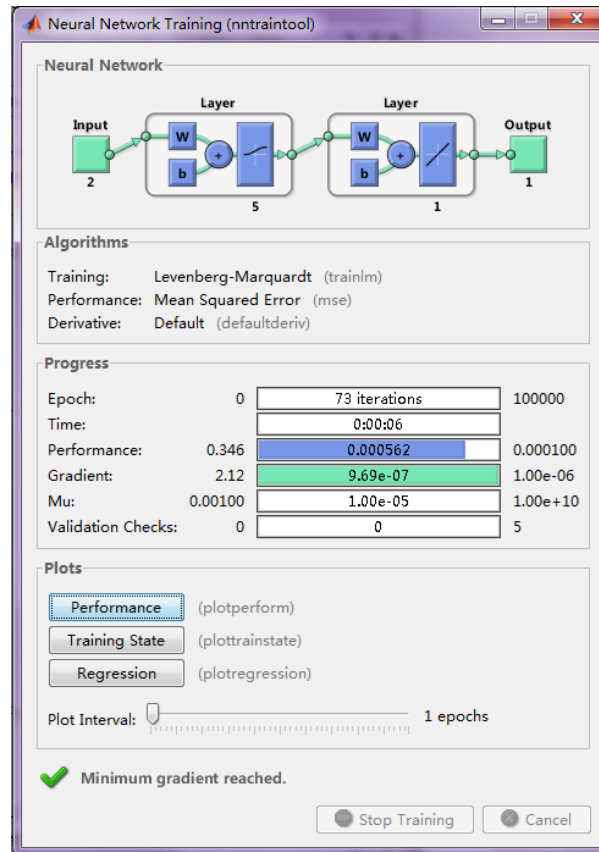 Neural Network Training (nntraintool)
Neural Network
Layer Layer
Input Output
W W
b b
+ +
2 5 1 1
Algorithms
Training: Levenberg-Marquardt (trainlm)
Performance: Mean Squared Error (mse)
Derivative: Default (defaultderiv)
Progress
Epoch: 0 73 iterations 100000
Time: 0:00:06
Performance: 0.346 0.000562 0.000100
Gradient: 2.12 9.69e-07 1.00e-06
Mu: 0.00100 1.00e-05 1.00e+10
Validation Checks: 0 0 5
Plots
Performance (plotperform)
Training State (plottrainstate)
Regression (plotregression)
Plot Interval: 1 epochs
Minimum gradient reached.
Stop Training Cancel